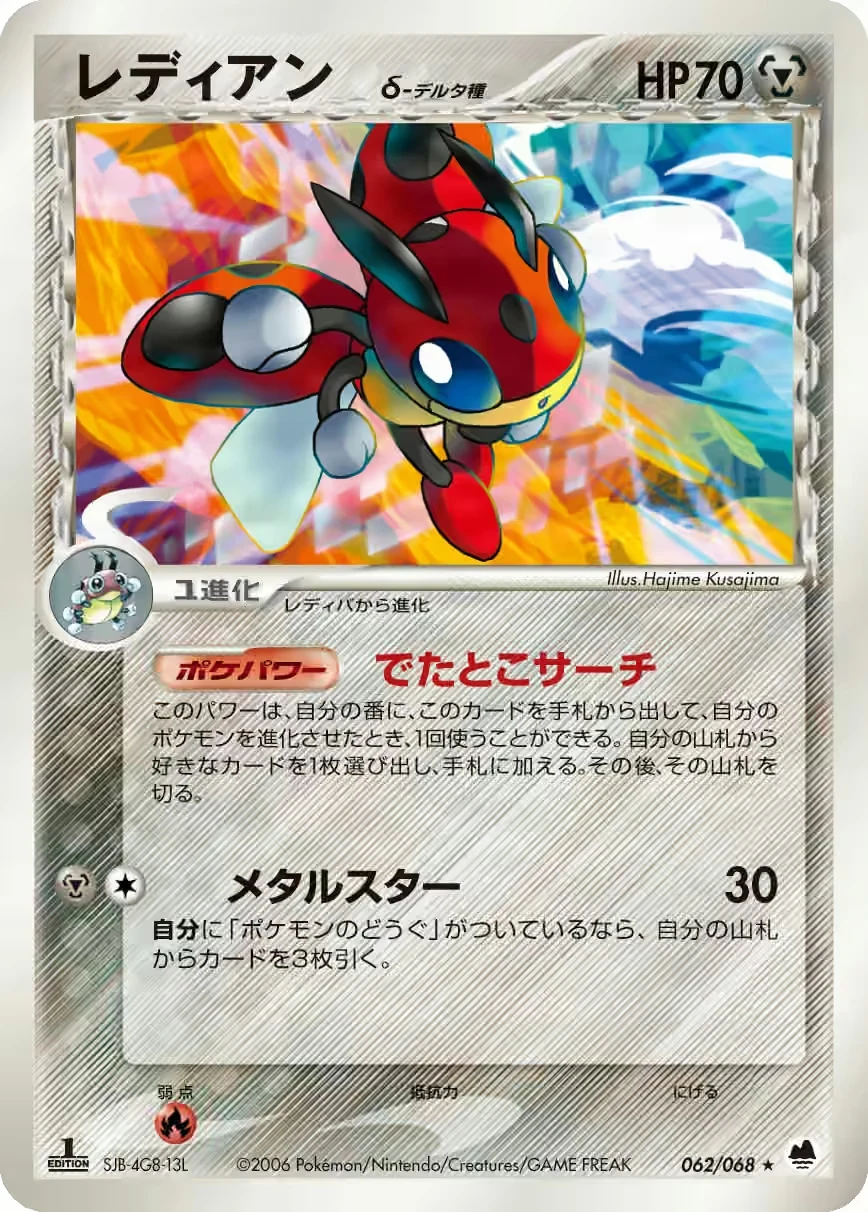 レディアン δ-デルタ種 HP70
Illus.Hajime Kusajima
1進化
レディバから進化
ポケパワー でたとこサーチ
このパワーは、自分の番に、このカードを手札から出して、自分の
ポケモンを進化させたとき、1回使うことができる。自分の山札から
好きなカードを1枚選び出し、手札に加える。その後、その山札を
切る。
メタルスター 30
自分に「ポケモンのどうぐ」がついているなら、自分の山札
からカードを3枚引く。
弱点 抵抗力 にげる
1 EDITION SJB-4G8-13L ©2006 Pokémon/Nintendo/Creatures/GAME FREAK 062/068 ★